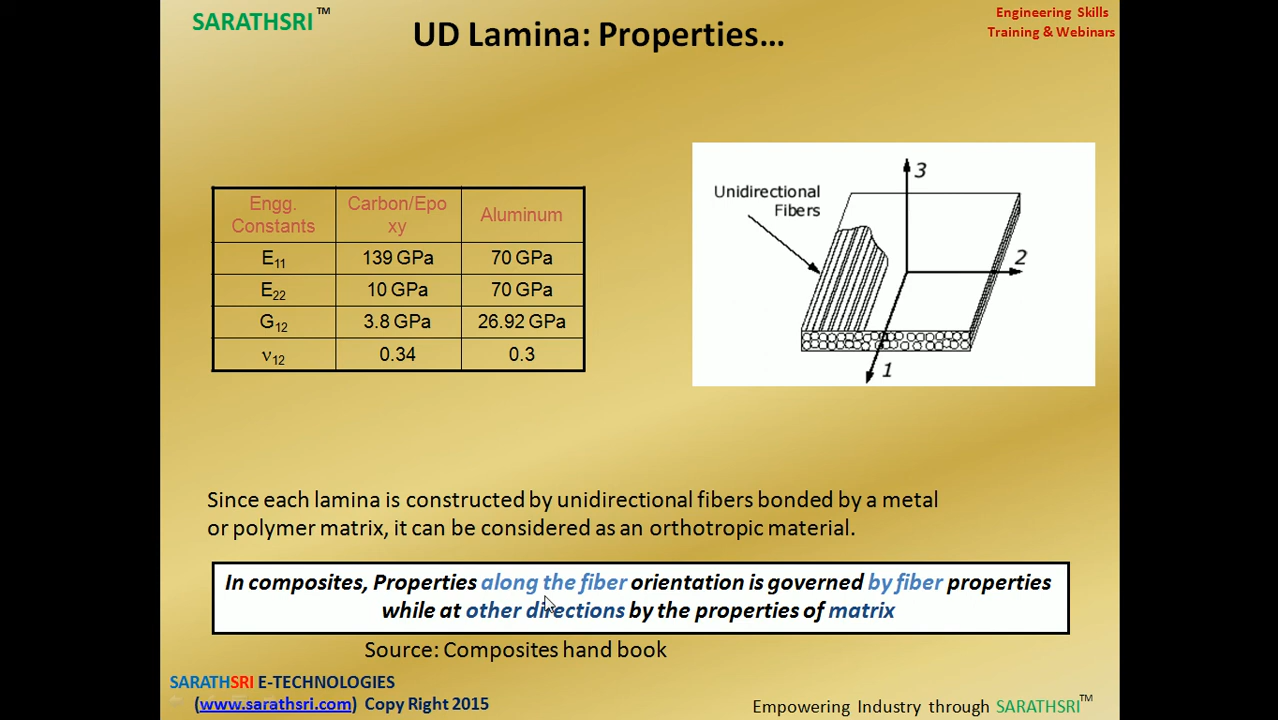 SARATHSRI™
UD Lamina: Properties…
Engineering Skills
Training & Webinars
Engg. Constants Carbon/Epoxy Aluminum
E11 139 GPa 70 GPa
E22 10 GPa 70 GPa
G12 3.8 GPa 26.92 GPa
ν12 0.34 0.3
Unidirectional
Fibers
3
2
1
Since each lamina is constructed by unidirectional fibers bonded by a metal
or polymer matrix, it can be considered as an orthotropic material.
In composites, Properties along the fiber orientation is governed by fiber properties
while at other directions by the properties of matrix
Source: Composites hand book
SARATHSRI E-TECHNOLOGIES
(www.sarathsri.com) Copy Right 2015
Empowering Industry through SARATHSRI™